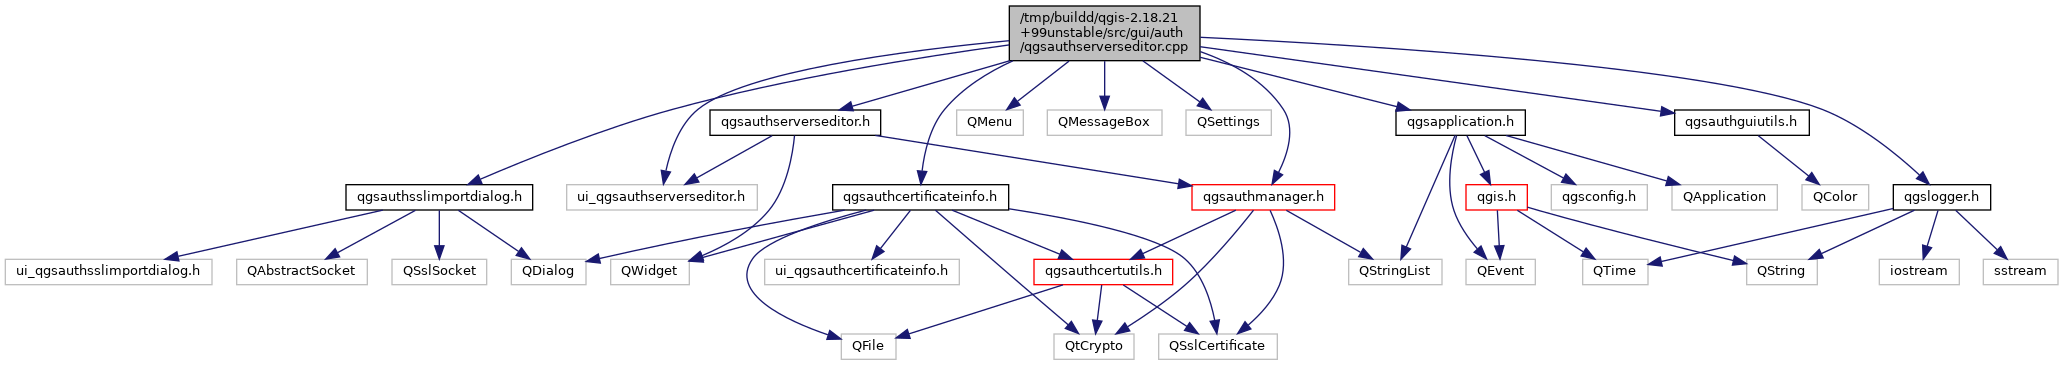 /tmp/buildd/qgis-2.18.21
+99unstable/src/gui/auth
/qgsauthserverseditor.cpp
qgsauthserverseditor.h
QMenu
QMessageBox
QSettings
qgsapplication.h
qgsauthguiutils.h
qgsauthsslimportdialog.h
ui_qgsauthserverseditor.h
qgsauthcertificateinfo.h
qgsauthmanager.h
qgis.h
qgsconfig.h
QApplication
QColor
qgslogger.h
ui_qgsauthsslimportdialog.h
QAbstractSocket
QSslSocket
QDialog
QWidget
ui_qgsauthcertificateinfo.h
qgsauthcertutils.h
QStringList
QEvent
QTime
QString
iostream
sstream
QFile
QtCrypto
QSslCertificate